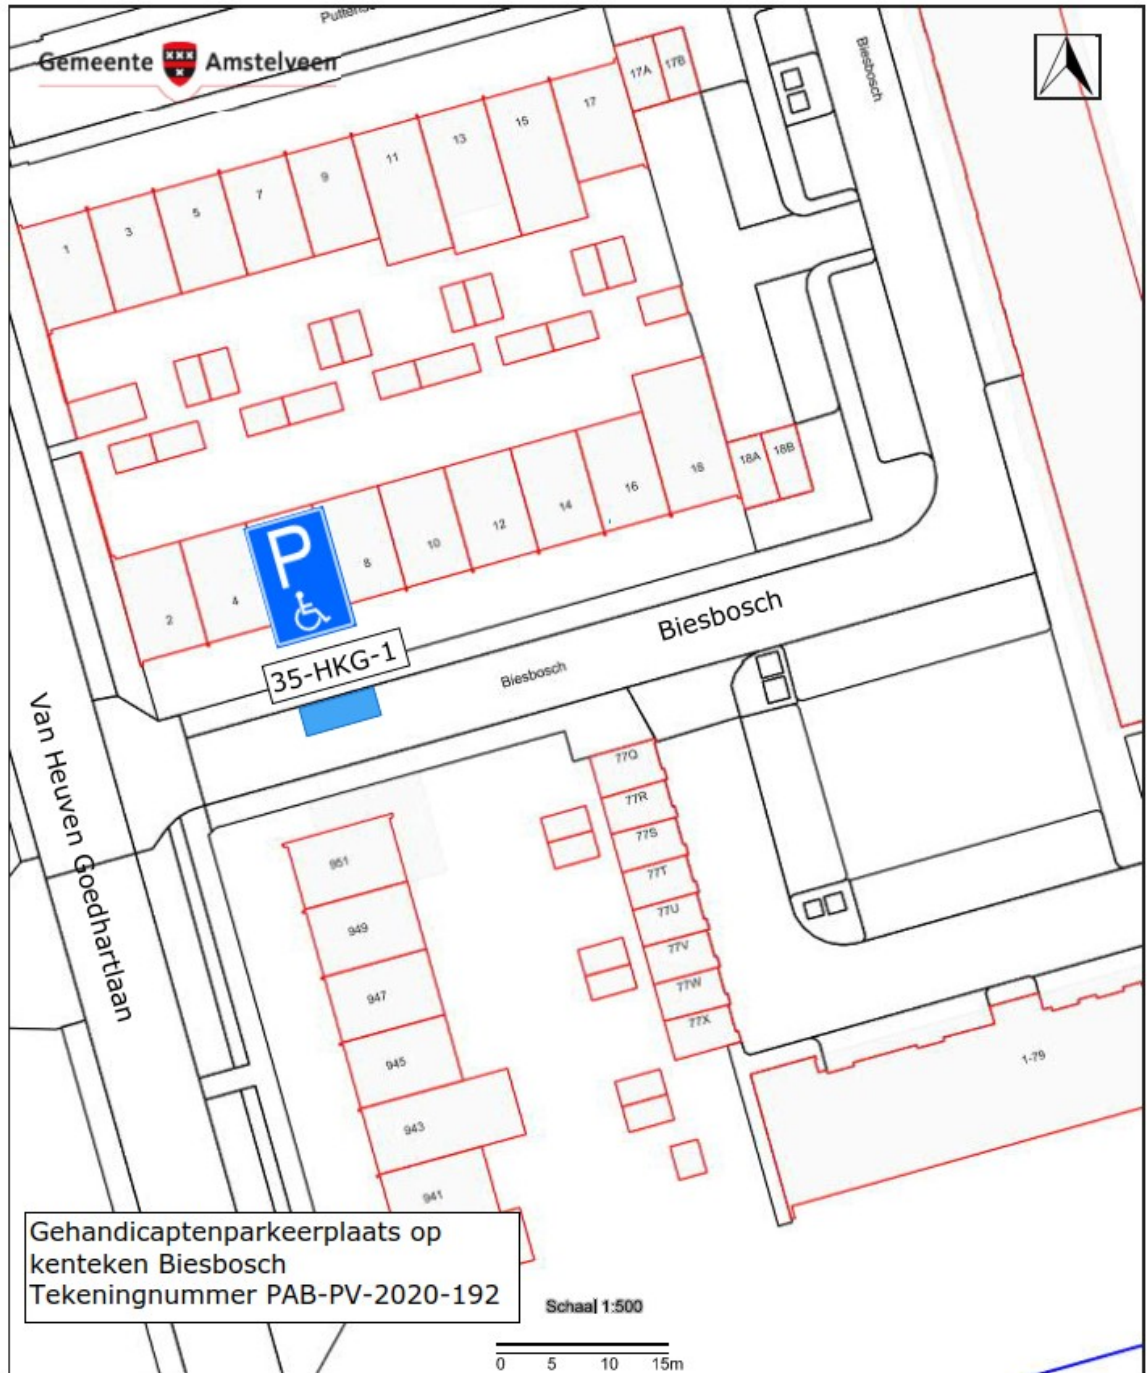 Gemeente Amstelveen
Biesbosch
17A
17B
17
15
13
11
9
7
5
3
1
18B
18A
18
16
14
12
10
8
4
2
P
35-HKG-1
Biesbosch
Biesbosch
Van Heuven Goedhartlaan
77Q
77R
77S
77T
77U
77V
77W
77X
951
949
947
945
943
941
1-79
Gehandicaptenparkeerplaats op
kenteken Biesbosch
Tekeningnummer PAB-PV-2020-192
Schaal 1:500
0 5 10 15m